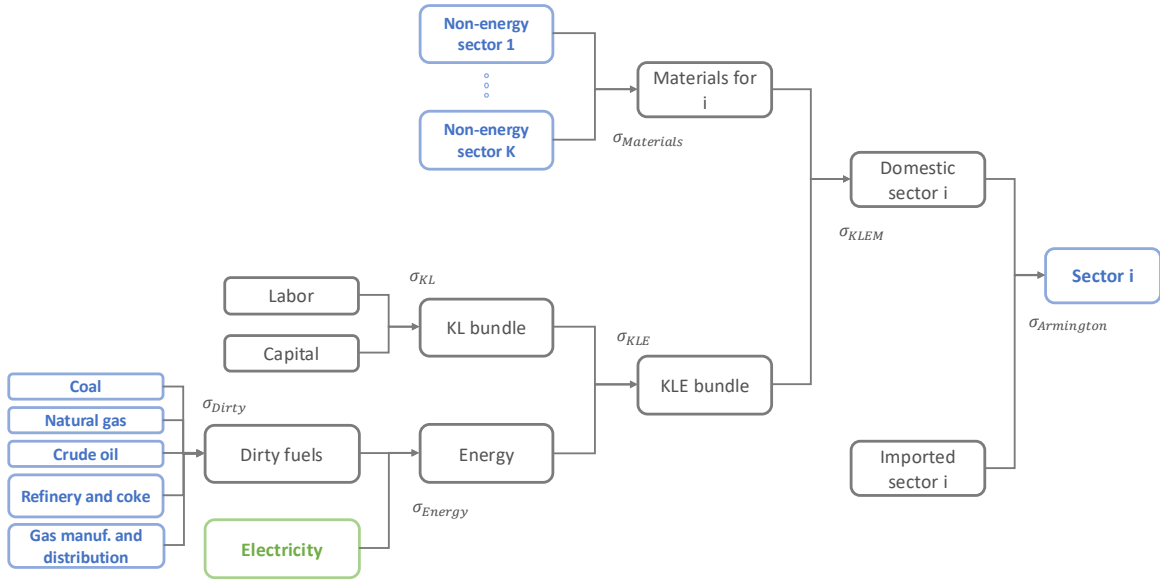 Non-energy
sector 1
Non-energy
sector K
Materials for
i
σMaterials
Domestic
sector i
σKLEM
Sector i
σArmington
Imported
sector i
Labor
Capital
σKL
KL bundle
σKLE
KLE bundle
Coal
Natural gas
Crude oil
Refinery and coke
Gas manuf. and
distribution
σDirty
Dirty fuels
Energy
σEnergy
Electricity